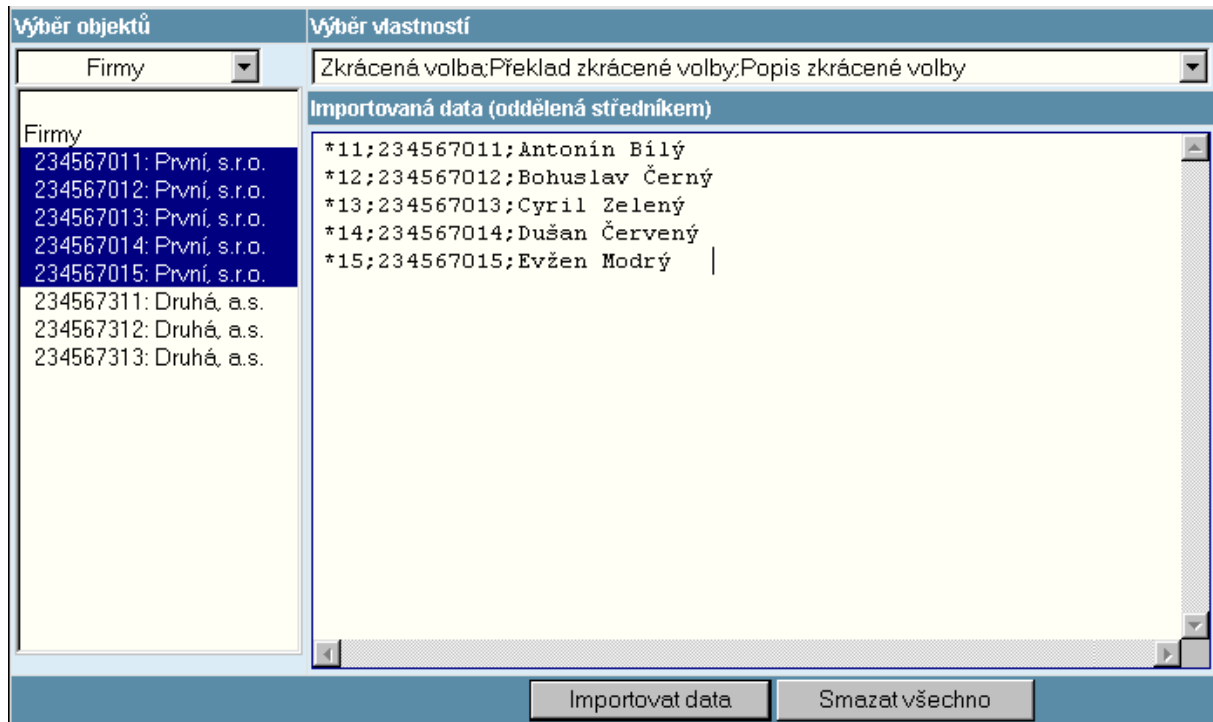 Výběr objektů
Výběr vlastností
Firmy
Zkrácená volba;Překlad zkrácené volby;Popis zkrácené volby
Importovaná data (oddělená středníkem)
Firmy
234567011: První, s.r.o.
234567012: První, s.r.o.
234567013: První, s.r.o.
234567014: První, s.r.o.
234567015: První, s.r.o.
234567311: Druhá, a.s.
234567312: Druhá, a.s.
234567313: Druhá, a.s.
*11;234567011;Antonín Bílý
*12;234567012;Bohuslav Černý
*13;234567013;Cyril Zelený
*14;234567014;Dušan Červený
*15;234567015;Evžen Modrý
Importovat data
Smazat všechno